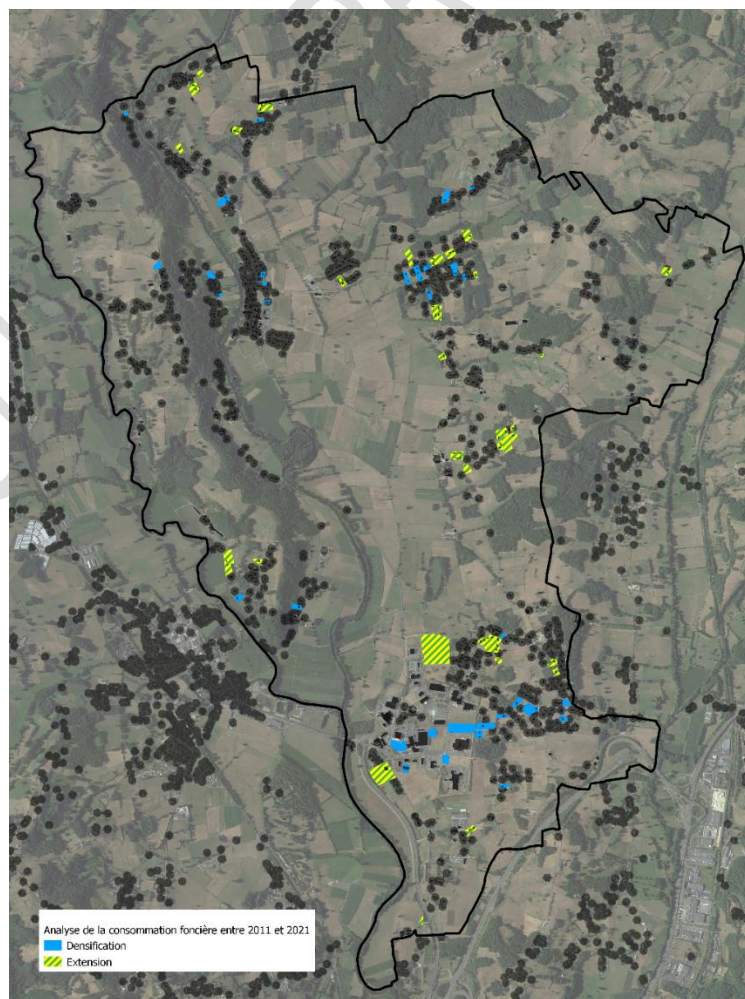 Analyse de la consommation foncière entre 2011 et 2021
Densification
Extension